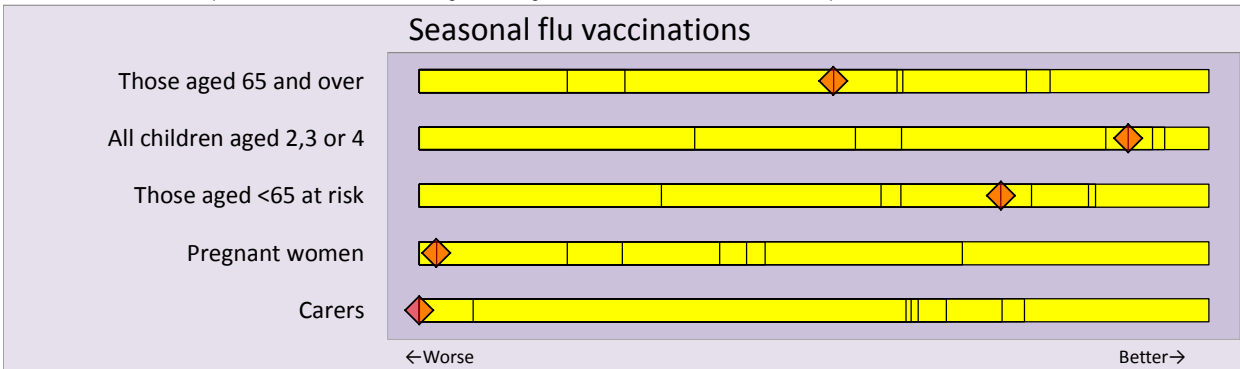 Seasonal flu vaccinations
Those aged 65 and over
All children aged 2,3 or 4
Those aged <65 at risk
Pregnant women
Carers
←Worse
Better→